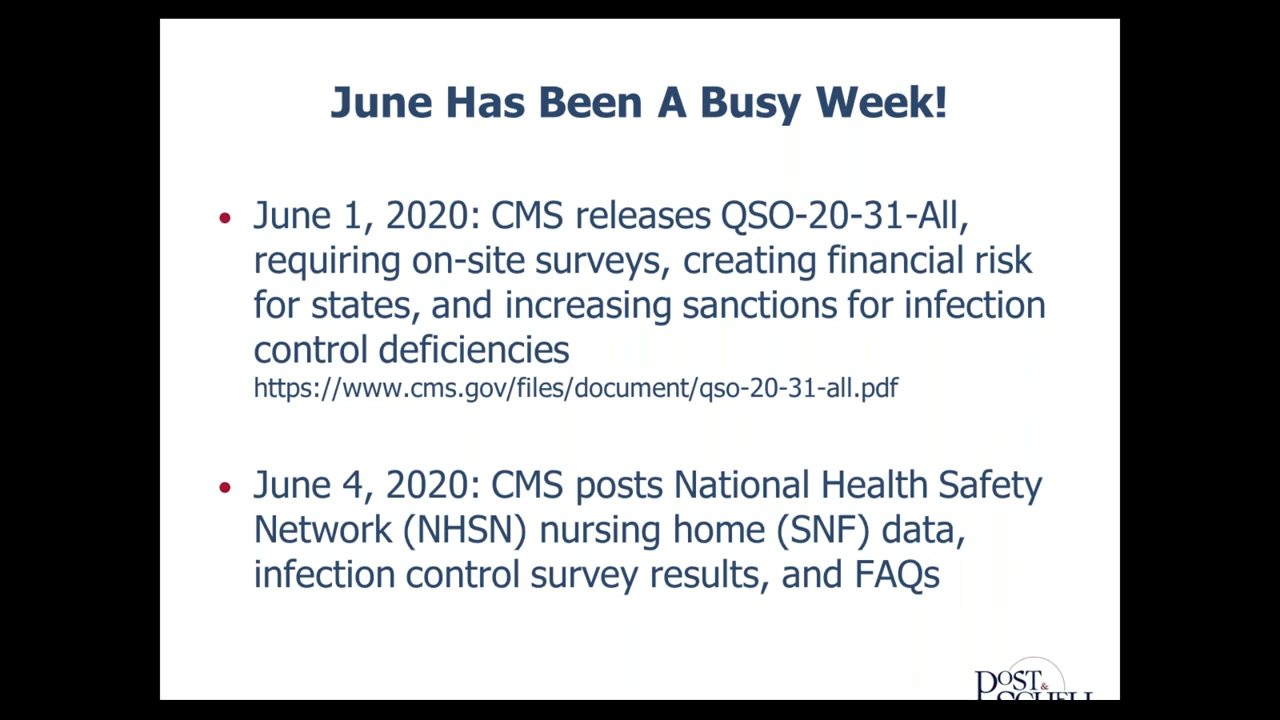 June Has Been A Busy Week!
• June 1, 2020: CMS releases QSO-20-31-All,
requiring on-site surveys, creating financial risk
for states, and increasing sanctions for infection
control deficiencies
https://www.cms.gov/files/document/qso-20-31-all.pdf
• June 4, 2020: CMS posts National Health Safety
Network (NHSN) nursing home (SNF) data,
infection control survey results, and FAQs
POST &
SCHELL